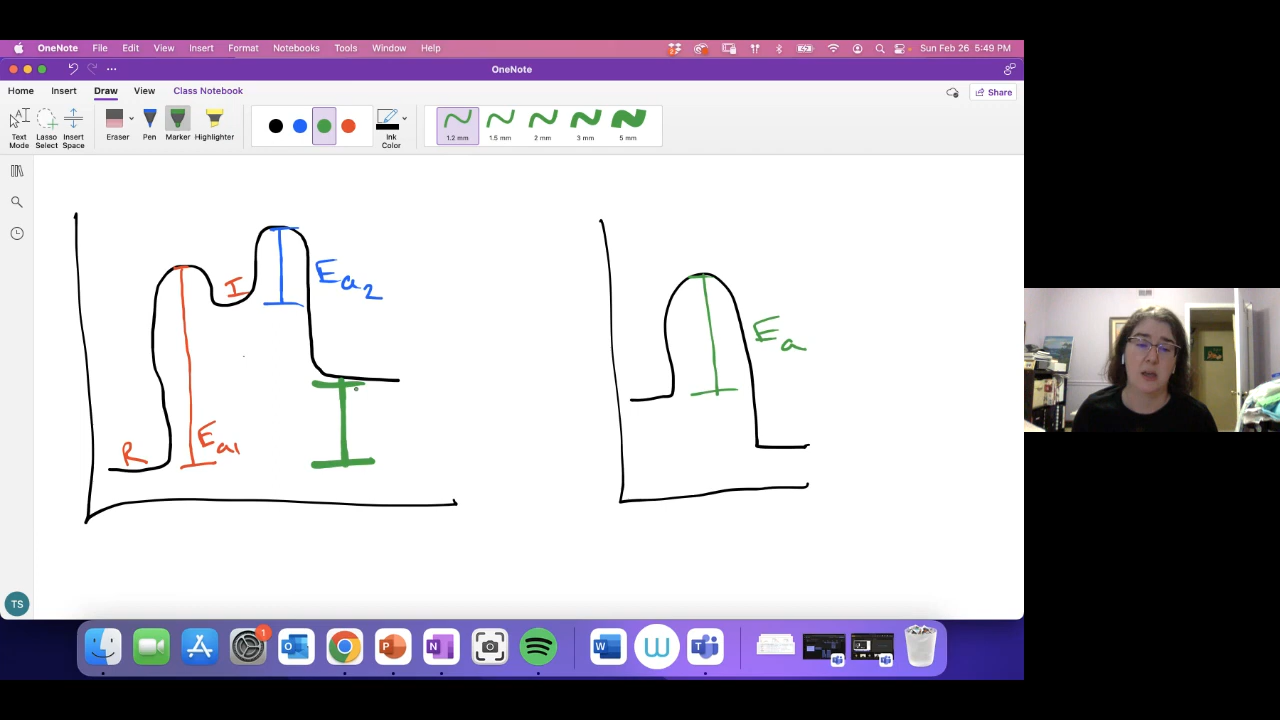 OneNote File Edit View Insert Format Notebooks Tools Window Help
Sun Feb 26 5:49 PM
OneNote
Home Insert Draw View Class Notebook
Share
Text Mode
Lasso Select
Insert Space
Eraser
Pen
Marker
Highlighter
Ink Color
1.2 mm
1.5 mm
2 mm
3 mm
5 mm
I
Ea2
Ea
R
Ea1
TS
1